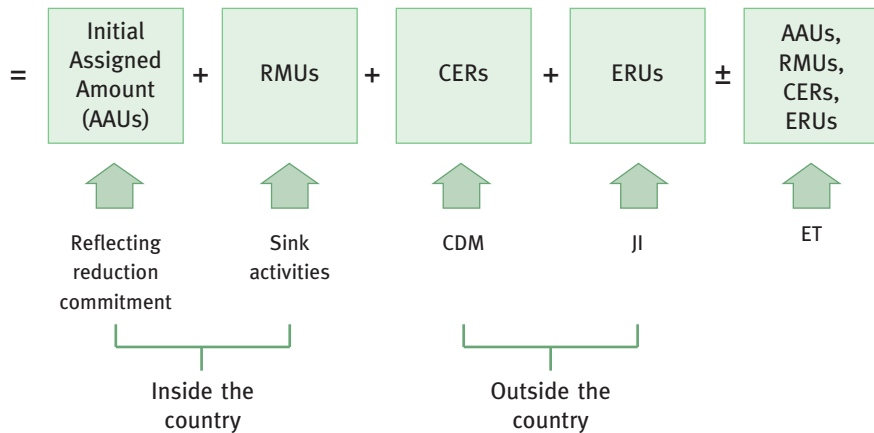 =
Initial
Assigned
Amount
(AAUs)
+
RMUs
+
CERs
+
ERUs
±
AAUs,
RMUs,
CERs,
ERUs
Reflecting
reduction
commitment
Sink
activities
CDM
JI
ET
Inside the
country
Outside the
country